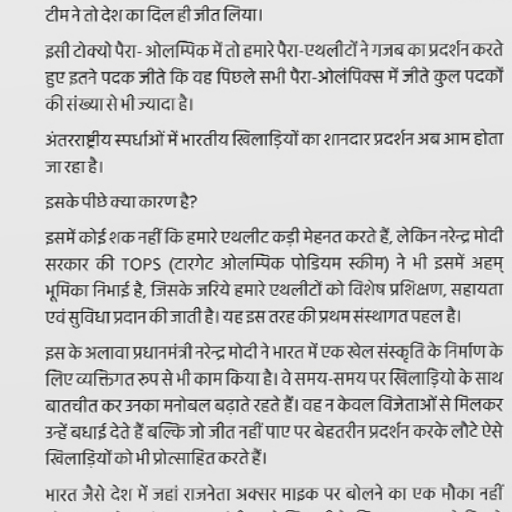 टीम ने तो देश का दिल ही जीत लिया।
इसी टोक्यो पैरा- ओलम्पिक में तो हमारे पैरा-एथलीटों ने गजब का प्रदर्शन करते
हुए इतने पदक जीते कि वह पिछले सभी पैरा-ओलंपिक्स में जीते कुल पदकों
की संख्या से भी ज्यादा है।
अंतरराष्ट्रीय स्पर्धाओं में भारतीय खिलाड़ियों का शानदार प्रदर्शन अब आम होता
जा रहा है।
इसके पीछे क्या कारण है?
इसमें कोई शक नहीं कि हमारे एथलीट कड़ी मेहनत करते हैं, लेकिन नरेन्द्र मोदी
सरकार की TOPS (टारगेट ओलम्पिक पोडियम स्कीम) ने भी इसमें अहम्
भूमिका निभाई है, जिसके जरिये हमारे एथलीटों को विशेष प्रशिक्षण, सहायता
एवं सुविधा प्रदान की जाती है। यह इस तरह की प्रथम संस्थागत पहल है।
इस के अलावा प्रधानमंत्री नरेन्द्र मोदी ने भारत में एक खेल संस्कृति के निर्माण के
लिए व्यक्तिगत रूप से भी काम किया है। वे समय-समय पर खिलाड़ियो के साथ
बातचीत कर उनका मनोबल बढ़ाते रहते हैं। वह न केवल विजेताओं से मिलकर
उन्हें बधाई देते हैं बल्कि जो जीत नहीं पाए पर बेहतरीन प्रदर्शन करके लौटे ऐसे
खिलाड़ियों को भी प्रोत्साहित करते हैं।
भारत जैसे देश में जहां राजनेता अक्सर माइक पर बोलने का एक मौका नहीं